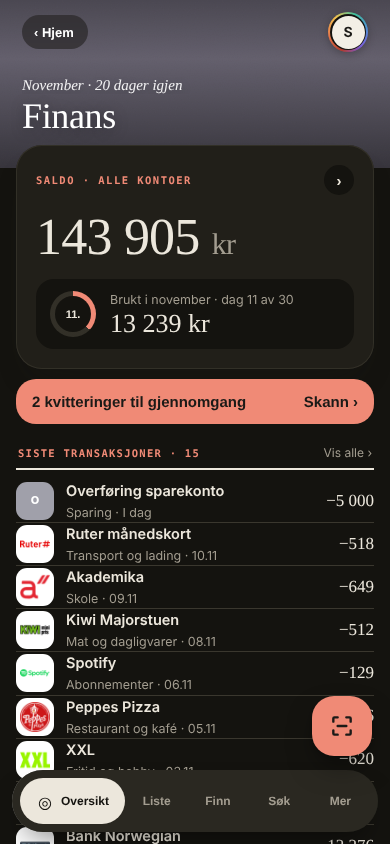 ‹ Hjem
S
November · 20 dager igjen
Finans
SALDO · ALLE KONTOER
›
143 905 kr
11.
Brukt i november · dag 11 av 30
13 239 kr
2 kvitteringer til gjennomgang
Skann ›
SISTE TRANSAKSJONER · 15
Vis alle ›
O
Overføring sparekonto
−5 000
Sparing · I dag
Ruter#
Ruter månedskort
−518
Transport og lading · 10.11
a
Akademika
−649
Skole · 09.11
KIWI
Kiwi Majorstuen
−512
Mat og dagligvarer · 08.11
Spotify
Spotify
−129
Abonnementer · 06.11
Peppes
Peppes Pizza
Restaurant og kafé · 05.11
XXL
XXL
−620
Oversikt
Liste
Finn
Søk
Mer
Bank Norwegian